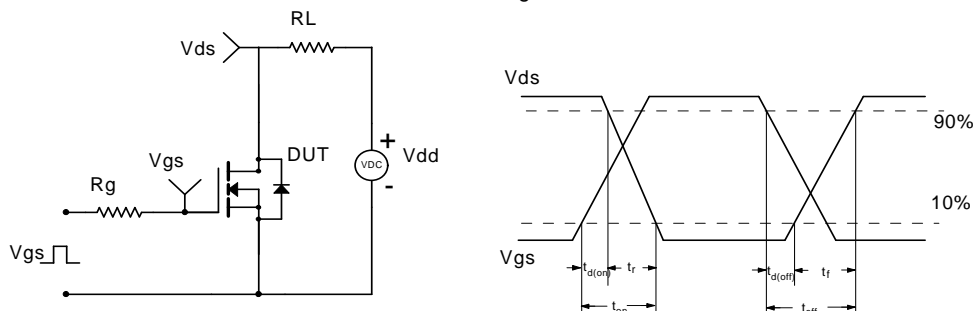 RL
Vds
Vgs
DUT
VDC
+
-
Vdd
Rg
Vgs
Vds
90%
10%
Vgs
td(on)
tr
td(off)
tf
ton
toff